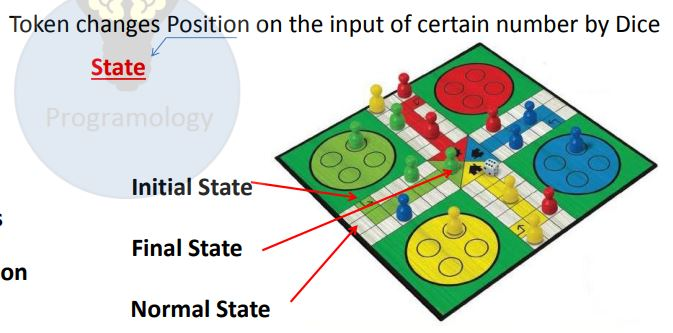 Token changes Position on the input of certain number by Dice
State
Programology
Initial State
Final State
on
Normal State